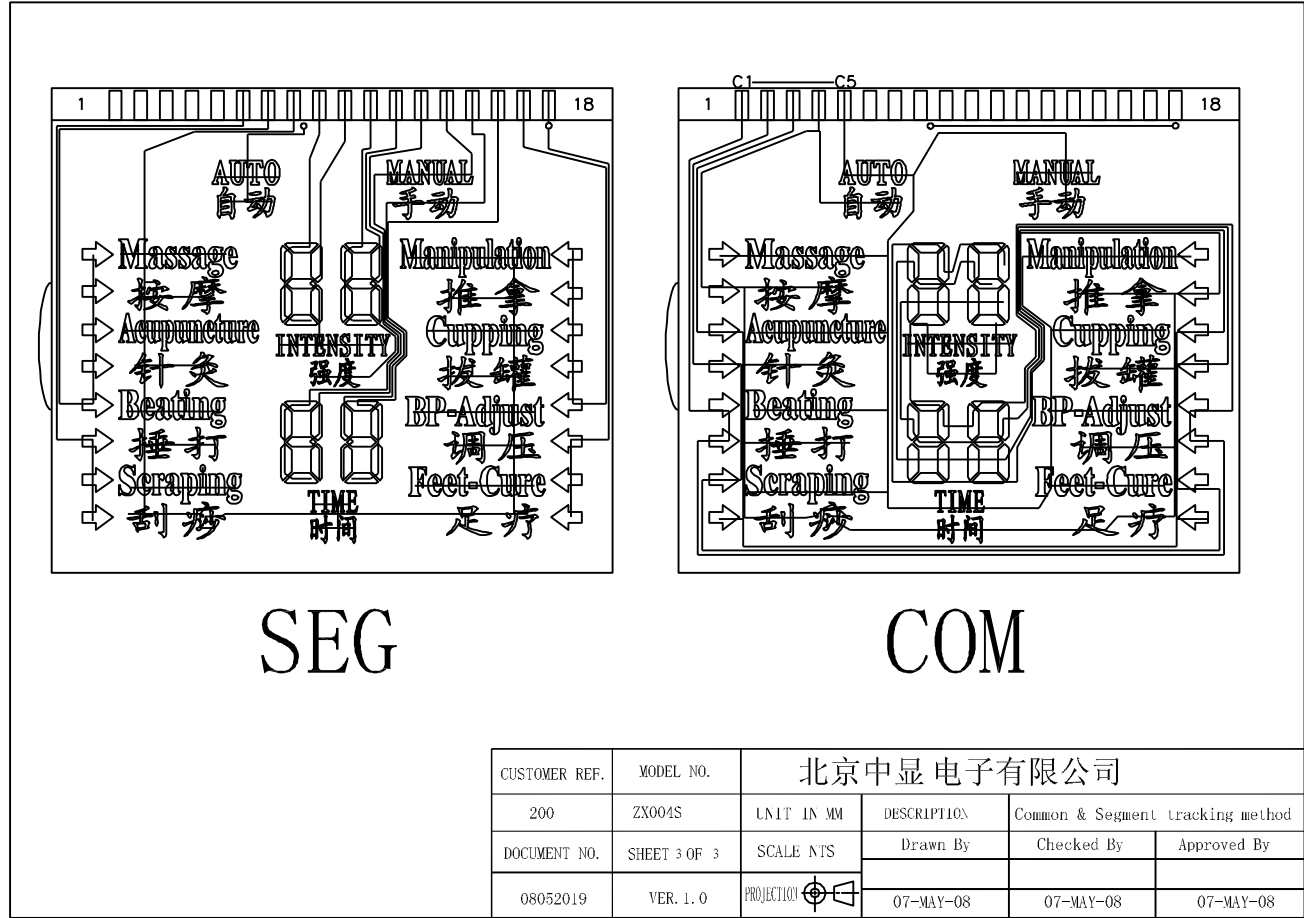 1 18
AUTO MANUAL
自动 手动
Massage Manipulation
按摩 推拿
Acupuncture Cupping
INTENSITY
针灸 强度 拔罐
Beating BP-Adjust
捶打 调压
Scraping Feet-Cure
TIME
刮痧 时间 足疗
SEG
C1 C5
1 18
AUTO MANUAL
自动 手动
Massage Manipulation
按摩 推拿
Acupuncture Cupping
INTENSITY
针灸 强度 拔罐
Beating BP-Adjust
捶打 调压
Scraping Feet-Cure
TIME
刮痧 时间 足疗
COM
CUSTOMER REF. MODEL NO. 北京中显电子有限公司
200 ZX004S UNIT IN MM DESCRIPTION Common & Segment tracking method
DOCUMENT NO. SHEET 3 OF 3 SCALE NTS Drawn By Checked By Approved By
08052019 VER. 1.0 PROJECTION 07-MAY-08 07-MAY-08 07-MAY-08